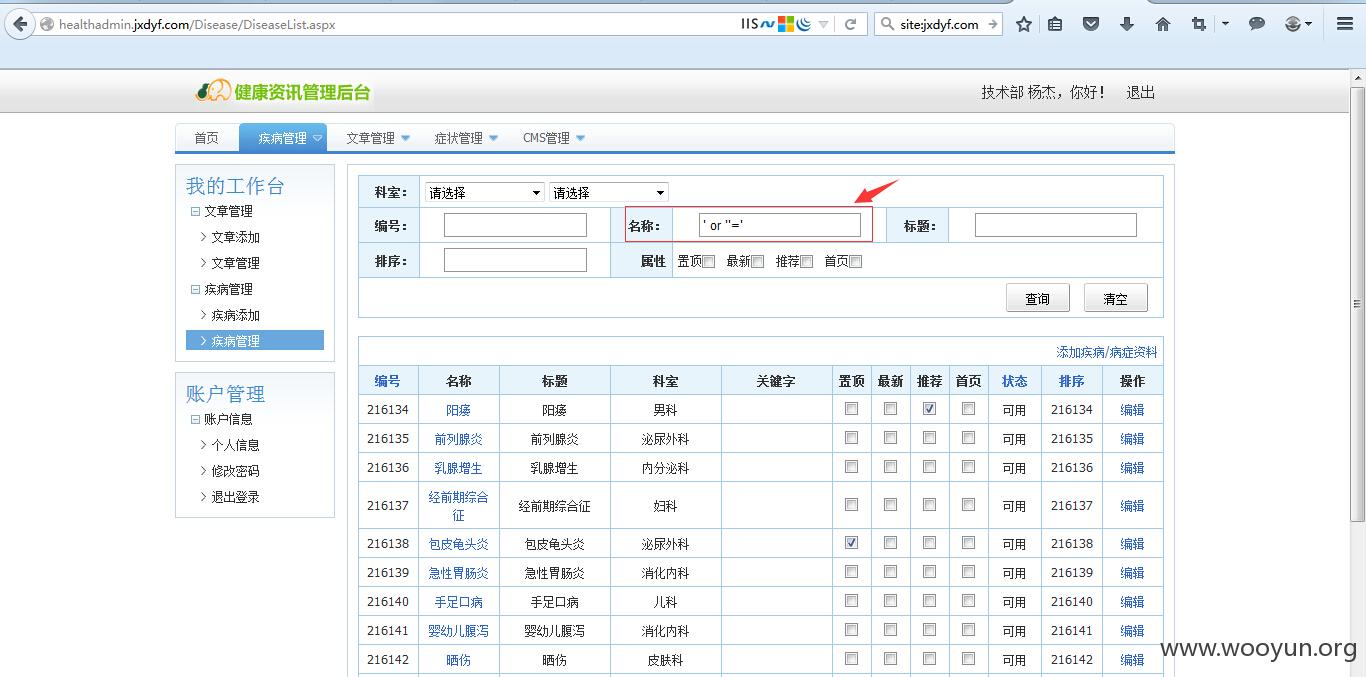 healthadmin.jxdyf.com/Disease/DiseaseList.aspx IIS site:jxdyf.com
健康资讯管理后台 技术部 杨杰，你好！ 退出
首页 疾病管理 文章管理 症状管理 CMS管理
我的工作台
文章管理
文章添加
文章管理
疾病管理
疾病添加
疾病管理
账户管理
账户信息
个人信息
修改密码
退出登录
科室： 请选择 请选择
编号： 名称： ' or ''=' 标题：
排序： 属性 置顶 最新 推荐 首页
查询 清空
添加疾病/病症资料
编号 名称 标题 科室 关键字 置顶 最新 推荐 首页 状态 排序 操作
216134 阳痿 阳痿 男科 可用 216134 编辑
216135 前列腺炎 前列腺炎 泌尿外科 可用 216135 编辑
216136 乳腺增生 乳腺增生 内分泌科 可用 216136 编辑
216137 经前期综合征 经前期综合征 妇科 可用 216137 编辑
216138 包皮龟头炎 包皮龟头炎 泌尿外科 可用 216138 编辑
216139 急性胃肠炎 急性胃肠炎 消化内科 可用 216139 编辑
216140 手足口病 手足口病 儿科 可用 216140 编辑
216141 婴幼儿腹泻 婴幼儿腹泻 消化内科 可用 216141 编辑
216142 晒伤 晒伤 皮肤科 可用 216142 编辑
www.wooyun.org